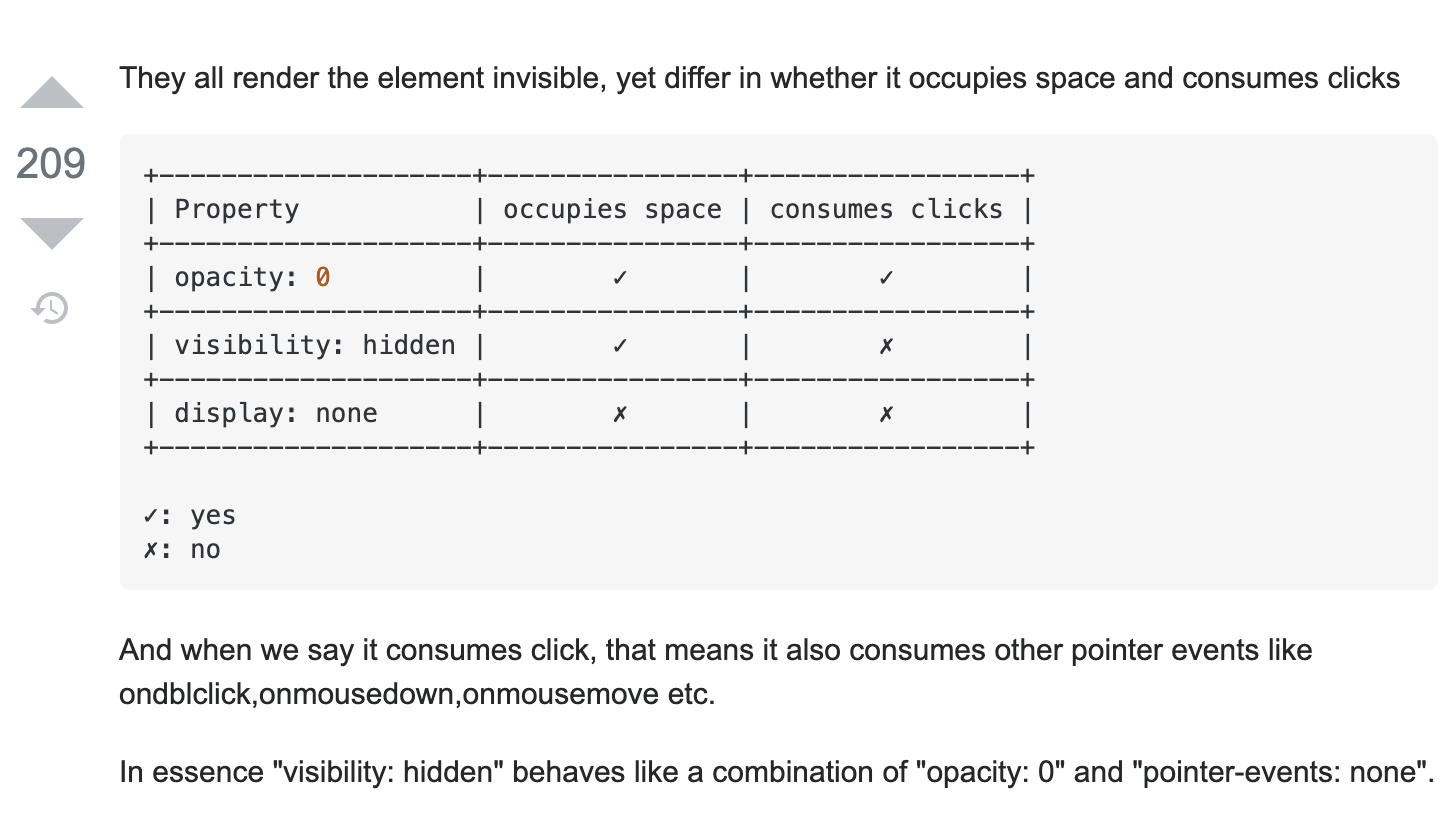 They all render the element invisible, yet differ in whether it occupies space and consumes clicks
209
+--------------------+----------------+-----------------+
| Property           | occupies space | consumes clicks |
+--------------------+----------------+-----------------+
| opacity: 0         |        ✓       |        ✓        |
+--------------------+----------------+-----------------+
| visibility: hidden |        ✓       |        ✗        |
+--------------------+----------------+-----------------+
| display: none      |        ✗       |        ✗        |
+--------------------+----------------+-----------------+
✓: yes
✗: no
And when we say it consumes click, that means it also consumes other pointer events like
ondblclick,onmousedown,onmousemove etc.
In essence "visibility: hidden" behaves like a combination of "opacity: 0" and "pointer-events: none".